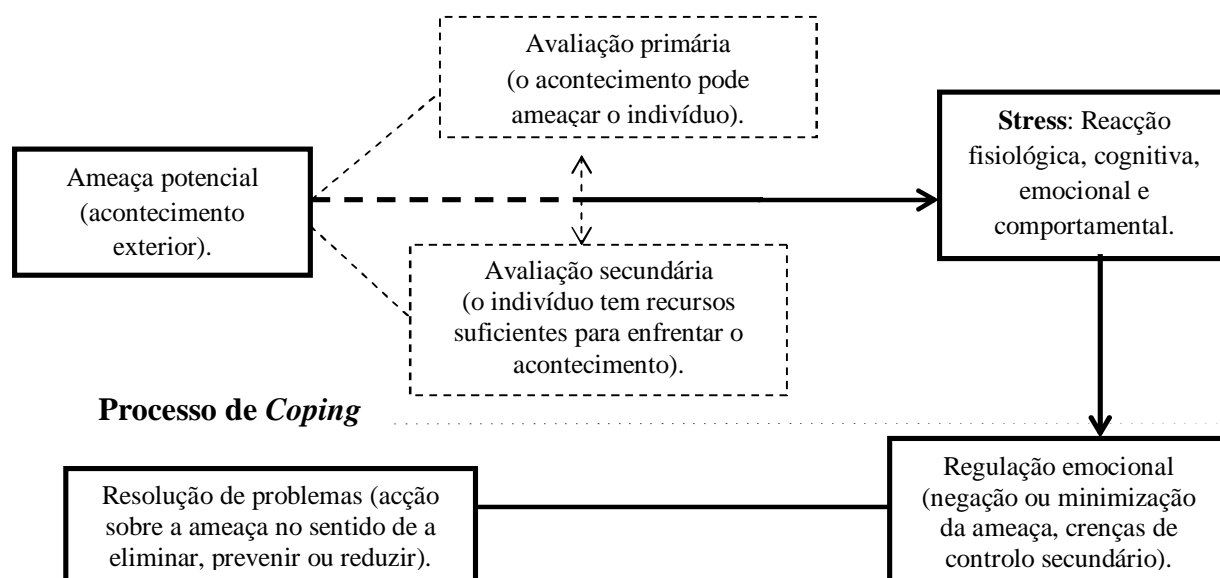 Avaliação primária
(o acontecimento pode
ameaçar o indivíduo).
Stress: Reacção
fisiológica, cognitiva,
emocional e
comportamental.
Ameaça potencial
(acontecimento
exterior).
Avaliação secundária
(o indivíduo tem recursos
suficientes para enfrentar o
acontecimento).
Processo de Coping
Regulação emocional
(negação ou minimização
da ameaça, crenças de
controlo secundário).
Resolução de problemas (acção
sobre a ameaça no sentido de a
eliminar, prevenir ou reduzir).